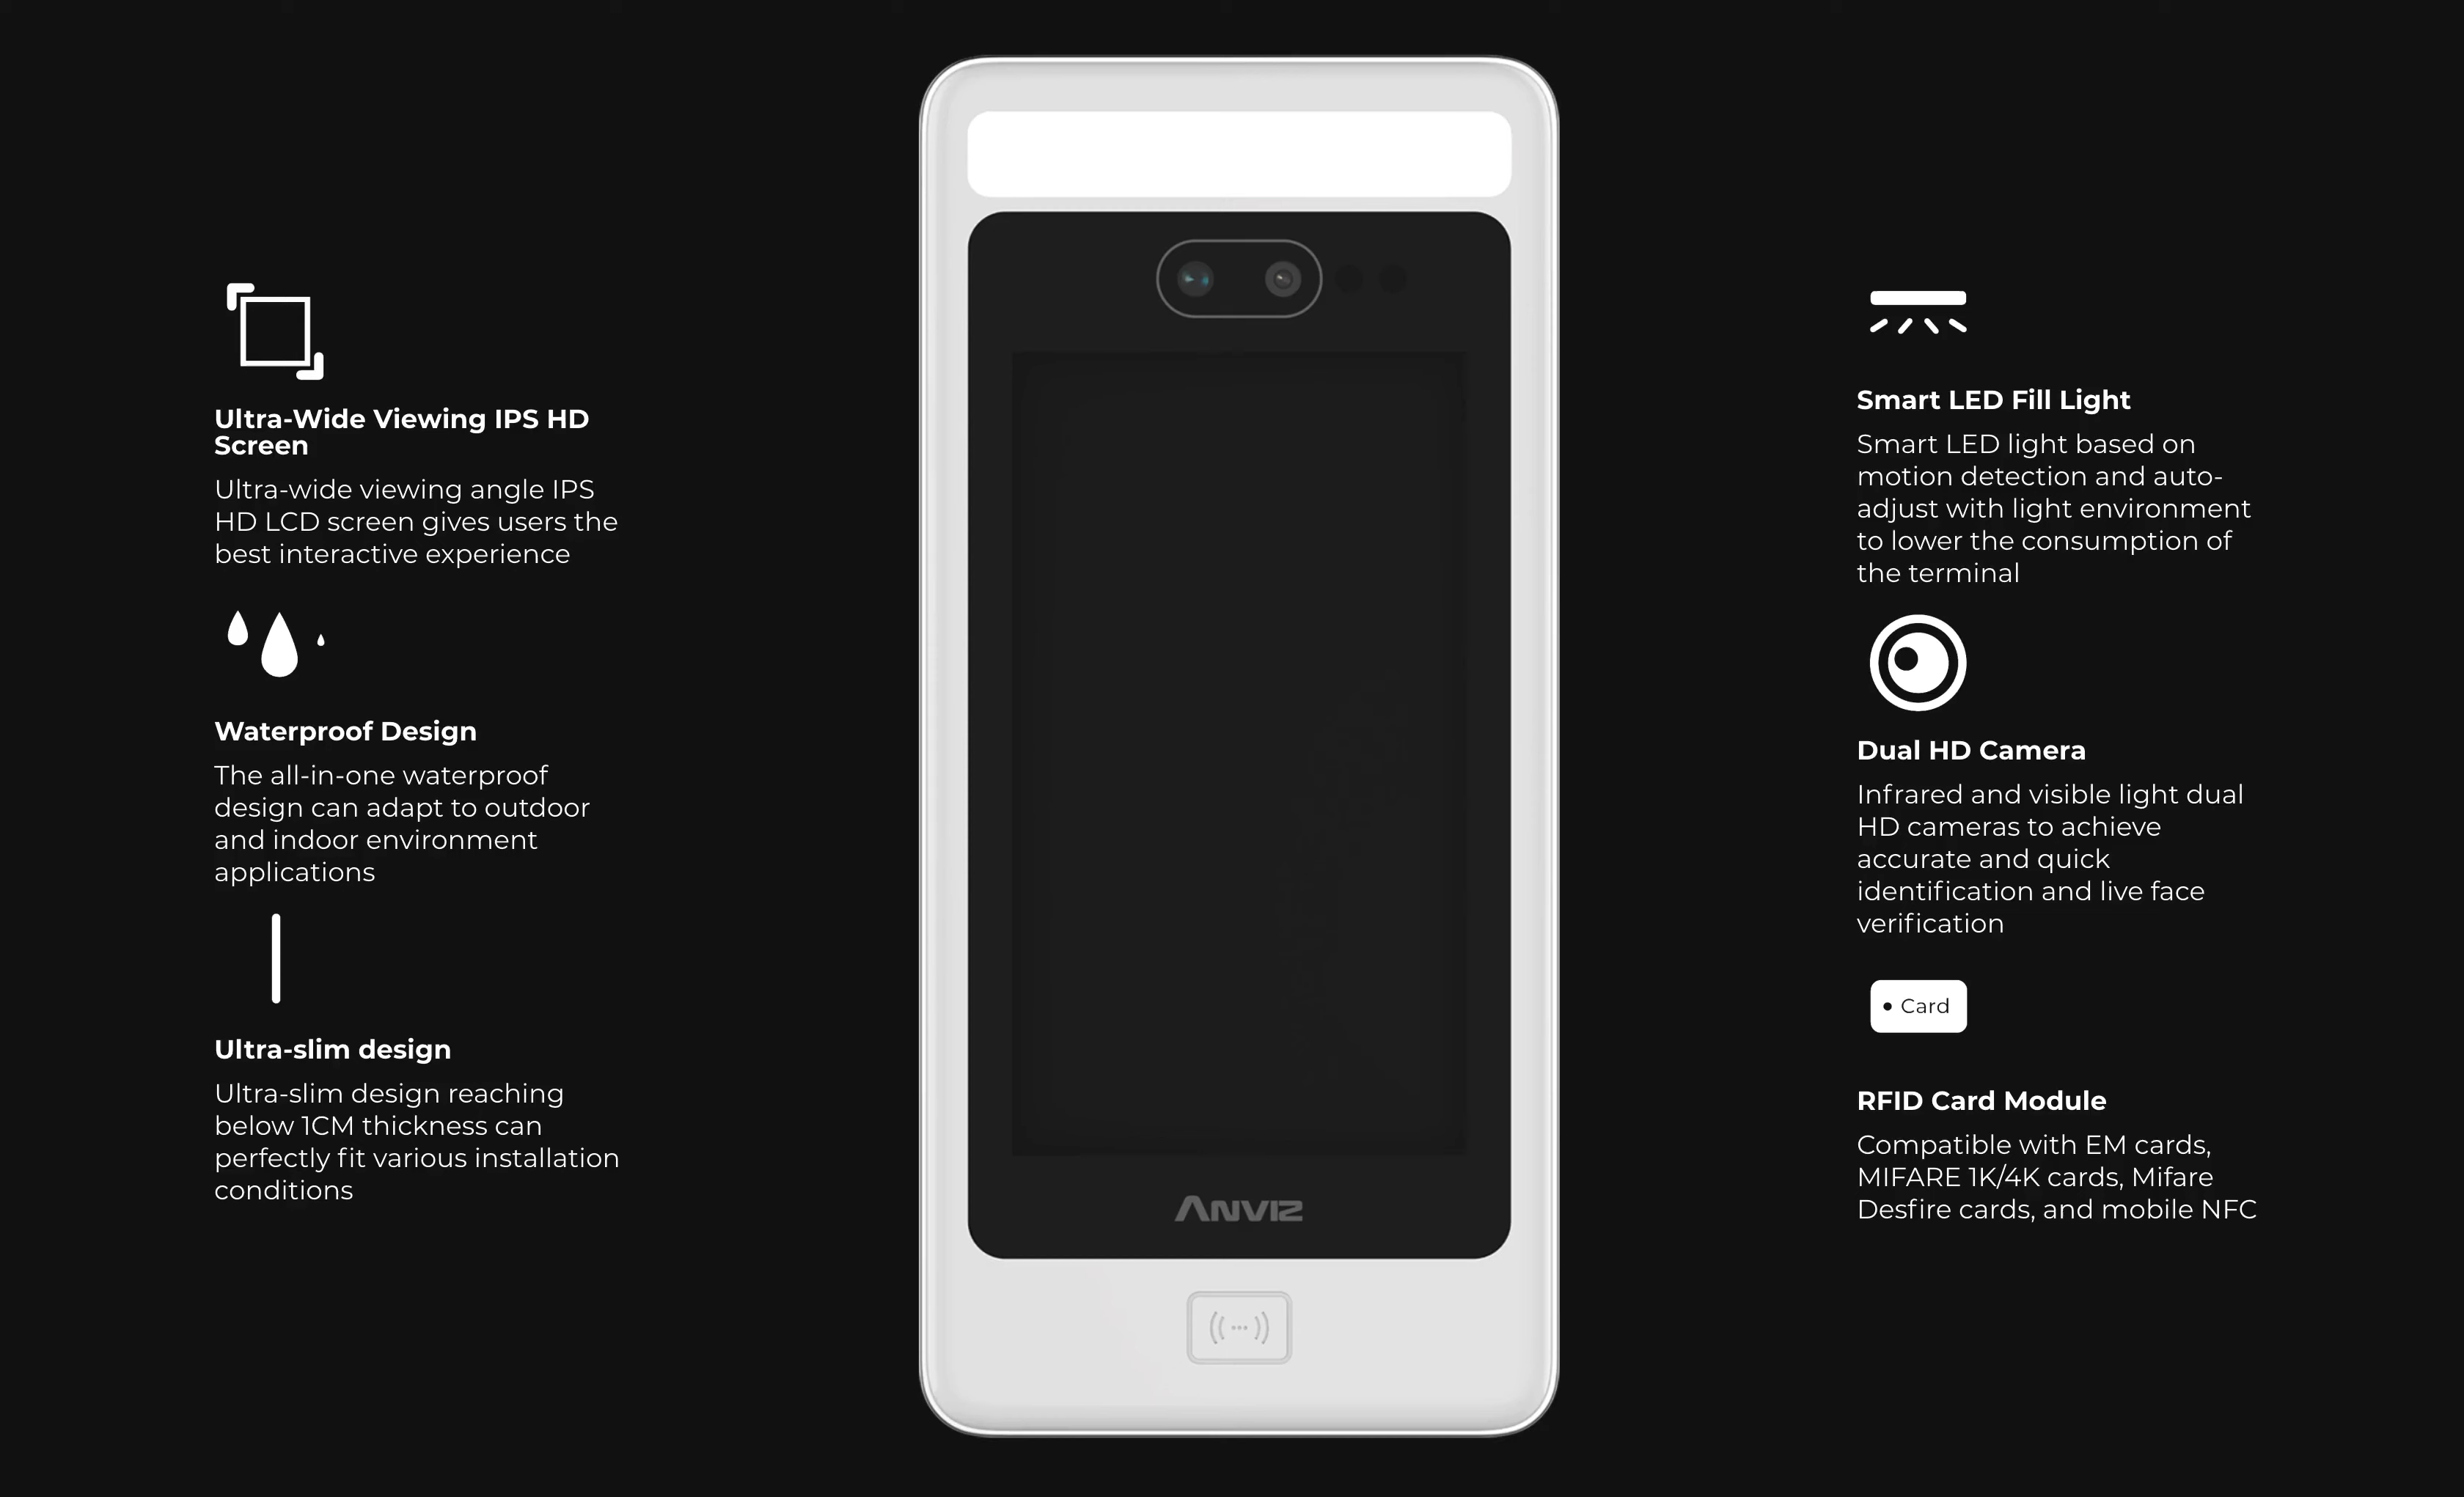 Ultra-Wide Viewing IPS HD
Screen
Ultra-wide viewing angle IPS
HD LCD screen gives users the
best interactive experience
Waterproof Design
The all-in-one waterproof
design can adapt to outdoor
and indoor environment
applications
Ultra-slim design
Ultra-slim design reaching
below 1CM thickness can
perfectly fit various installation
conditions
ANVIZ
Smart LED Fill Light
Smart LED light based on
motion detection and auto-
adjust with light environment
to lower the consumption of
the terminal
Dual HD Camera
Infrared and visible light dual
HD cameras to achieve
accurate and quick
identification and live face
verification
Card
RFID Card Module
Compatible with EM cards,
MIFARE 1K/4K cards, Mifare
Desfire cards, and mobile NFC